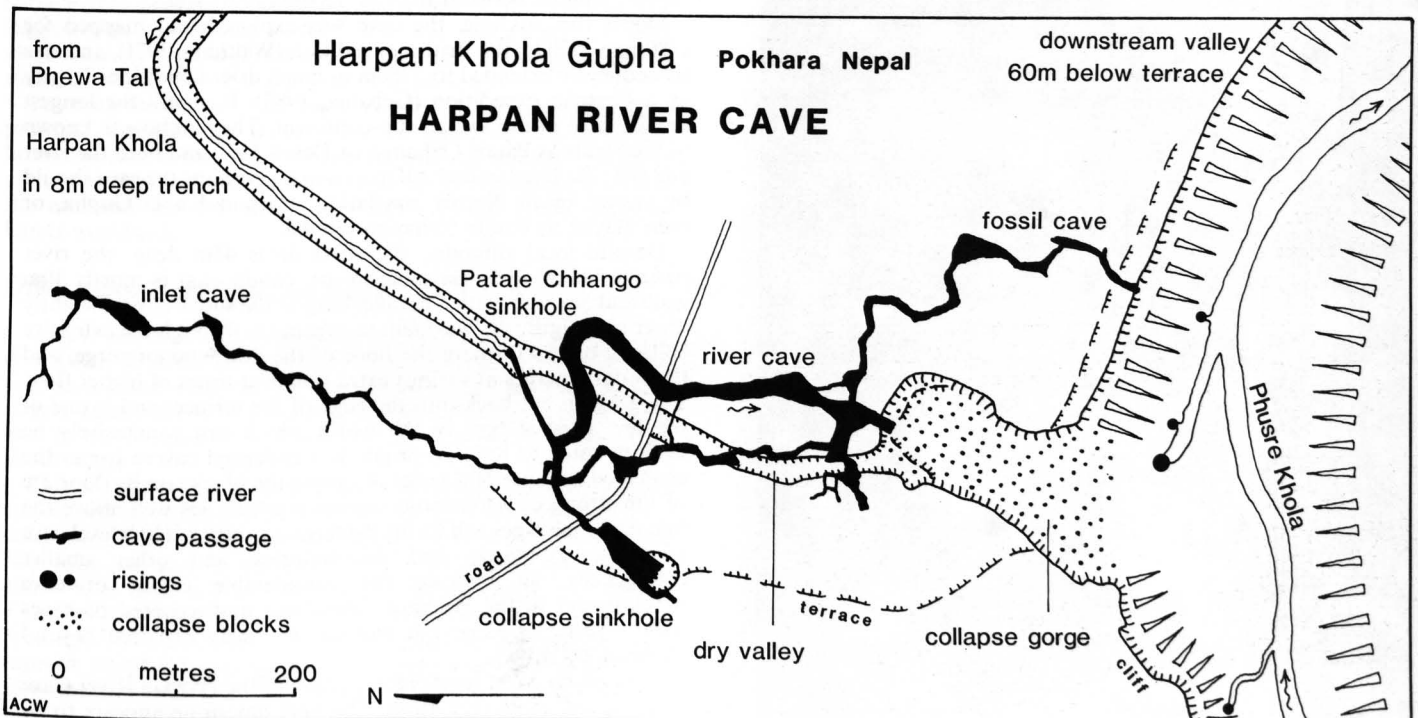 Harpan Khola Gupha Pokhara Nepal
HARPAN RIVER CAVE
from
Phewa Tal
Harpan Khola
in 8m deep trench
downstream valley
60m below terrace
inlet cave
Patale Chhango
sinkhole
river cave
fossil cave
Phusre Khola
surface river
cave passage
risings
collapse blocks
0 metres 200
N
ACW
road
collapse sinkhole
terrace
dry valley
collapse gorge
cliff